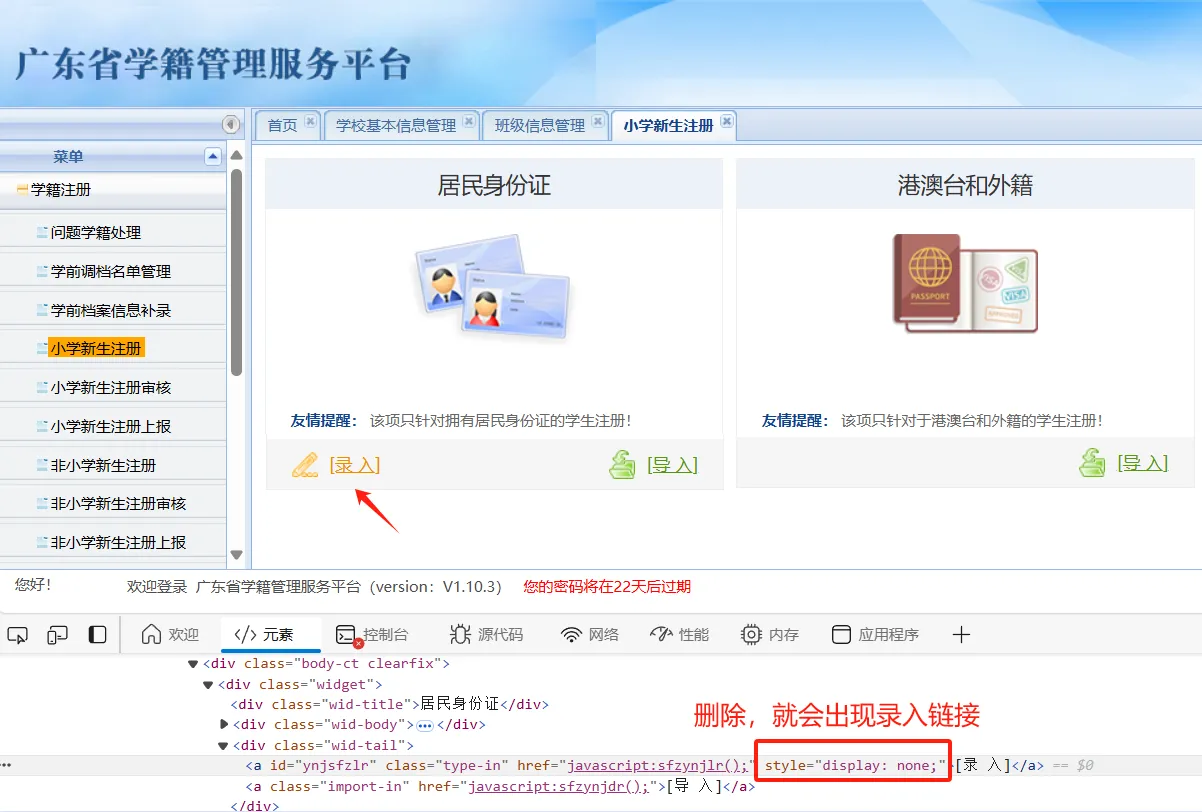 广东省学籍管理服务平台
首页 学校基本信息管理 班级信息管理 小学新生注册
菜单
学籍注册
问题学籍处理
学前调档名单管理
学前档案信息补录
小学新生注册
小学新生注册审核
小学新生注册上报
非小学新生注册
非小学新生注册审核
非小学新生注册上报
居民身份证
友情提醒： 该项只针对拥有居民身份证的学生注册！
[录 入] [导 入]
港澳台和外籍
PASSPORT
VISA
友情提醒： 该项只针对于港澳台和外籍的学生注册！
[导 入]
您好！ 欢迎登录 广东省学籍管理服务平台（version：V1.10.3） 您的密码将在22天后过期
欢迎 </> 元素 控制台 源代码 网络 性能 内存 应用程序 +
<div class="body-ct clearfix">
<div class="widget">
<div class="wid-title">居民身份证</div>
<div class="wid-body">•••</div>
删除，就会出现录入链接
<div class="wid-tail">
<a id="ynjsfzlr" class="type-in" href="javascript:sfzynjlr();" style="display: none;">[录 入]</a> == $0
<a class="import-in" href="javascript:sfzynjdr();">[导 入]</a>
</div>